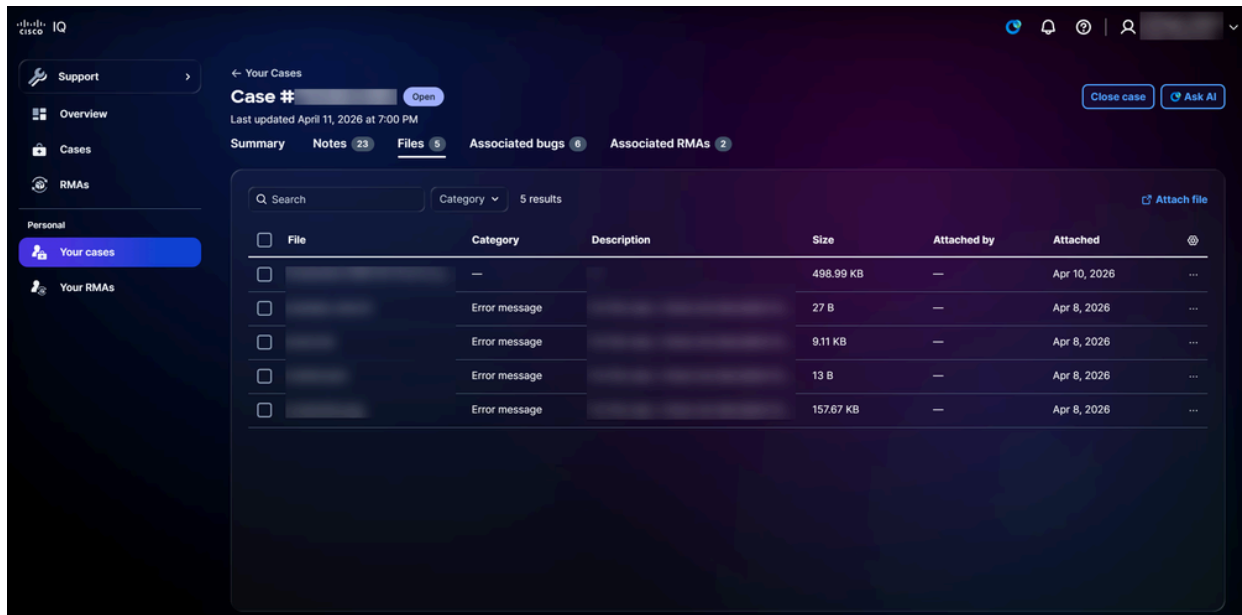 cisco IQ
Support
Overview
Cases
RMAs
Personal
Your cases
Your RMAs
← Your Cases
Case # Open
Last updated April 11, 2026 at 7:00 PM
Close case Ask AI
Summary Notes 23 Files 5 Associated bugs 6 Associated RMAs 2
Search Category 5 results Attach file
File Category Description Size Attached by Attached
— 498.99 KB — Apr 10, 2026 ...
Error message 27 B — Apr 8, 2026 ...
Error message 9.11 KB — Apr 8, 2026 ...
Error message 13 B — Apr 8, 2026 ...
Error message 157.67 KB — Apr 8, 2026 ...